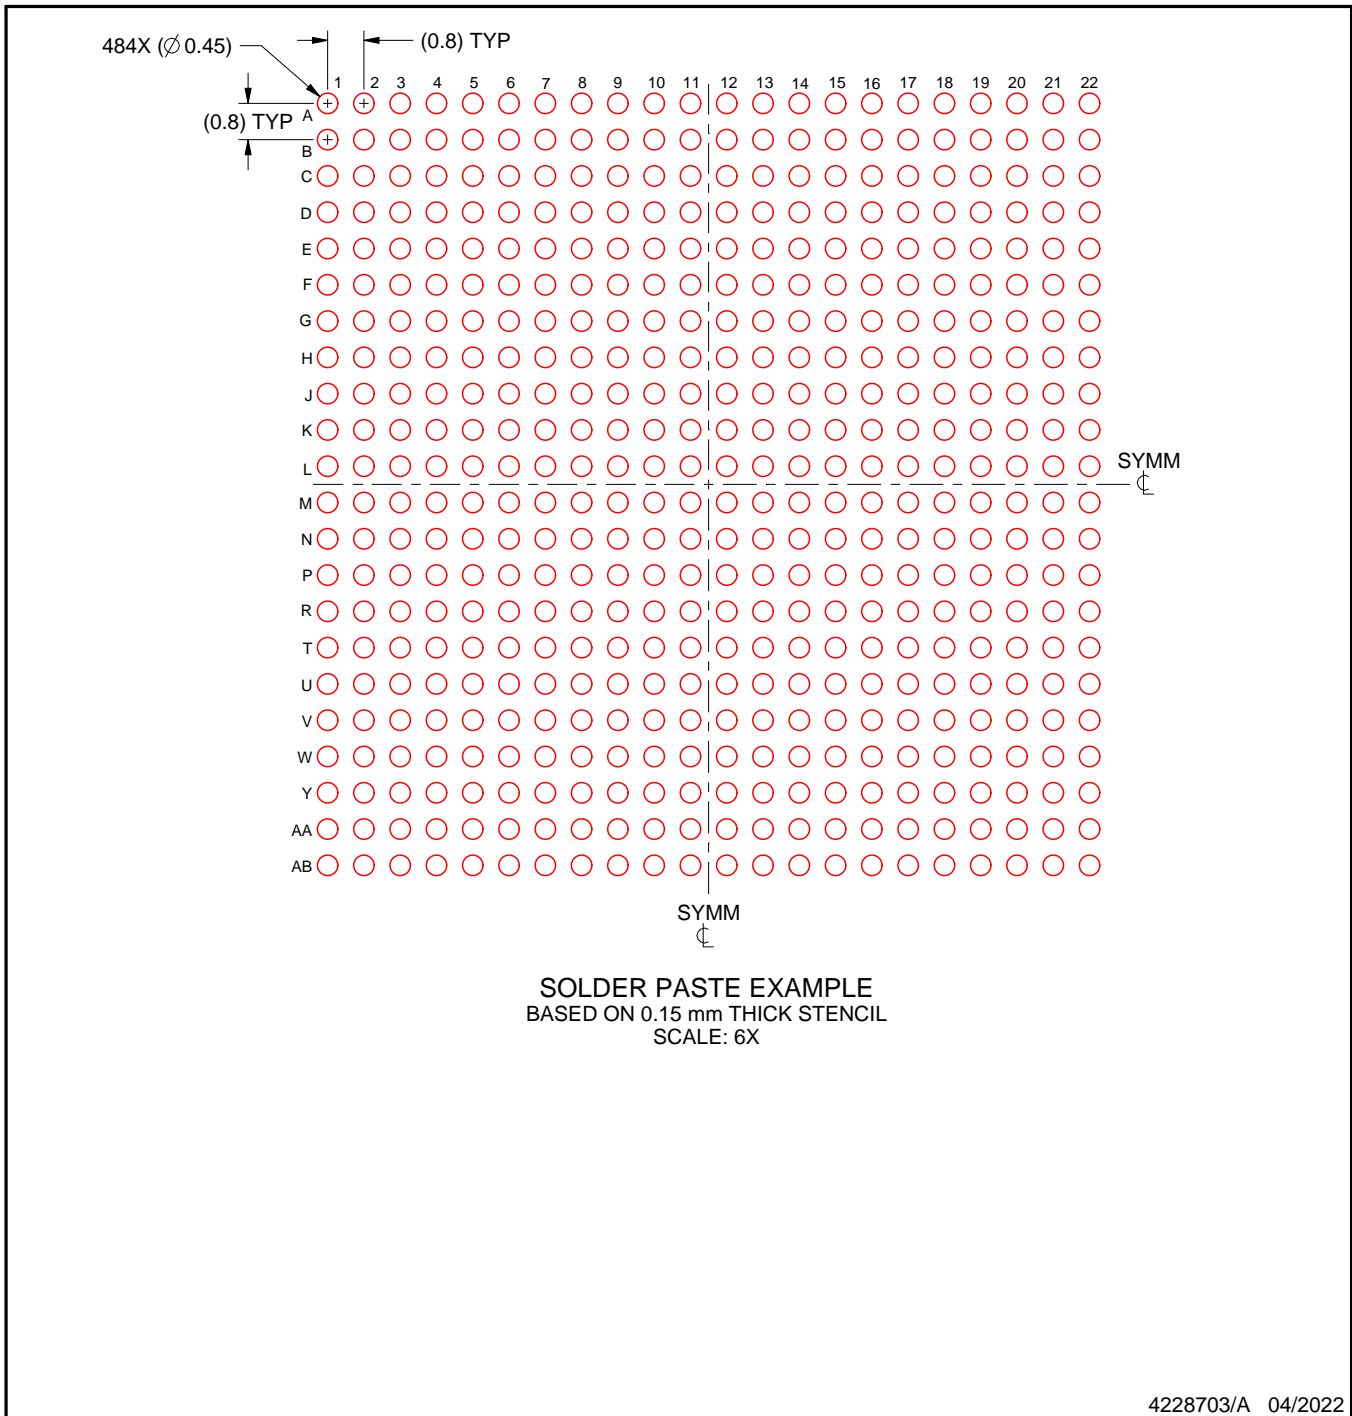 484X (∅ 0.45)
(0.8) TYP
1 2 3 4 5 6 7 8 9 10 11 12 13 14 15 16 17 18 19 20 21 22
A
(0.8) TYP
B
C
D
E
F
G
H
J
K
L
SYMM
℄
M
N
P
R
T
U
V
W
Y
AA
AB
SYMM
℄
SOLDER PASTE EXAMPLE
BASED ON 0.15 mm THICK STENCIL
SCALE: 6X
4228703/A 04/2022